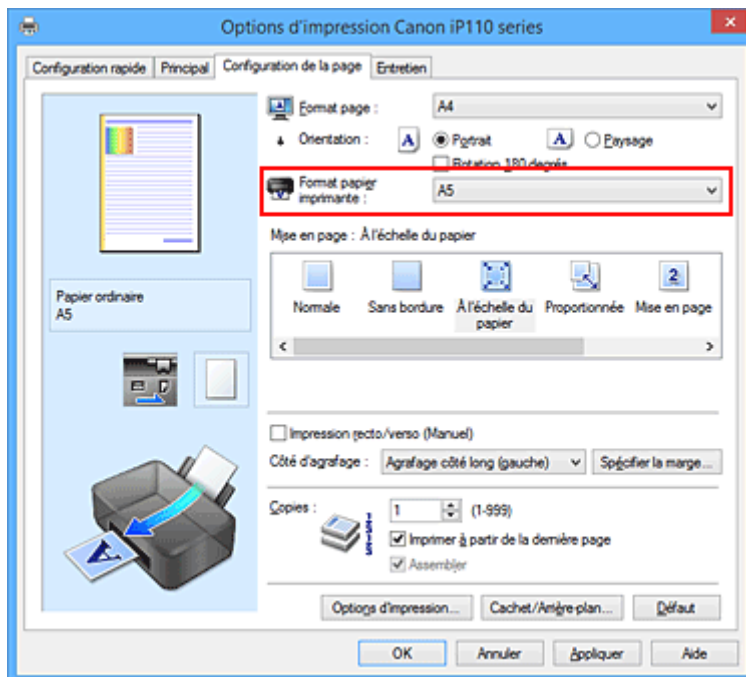 Options d'impression Canon iP110 series
Configuration rapide
Principal
Configuration de la page
Entretien
Format page :
A4
Orientation :
A
Portrait
A
Paysage
Rotation 180 degrés
Format papier
imprimante :
A5
Mise en page : À l'échelle du papier
Normale
Sans bordure
À l'échelle du
papier
Proportionnée
2
Mise en page
Papier ordinaire
A5
Impression recto/verso (Manuel)
Côté d'agrafage :
Agrafage côté long (gauche)
Spécifier la marge...
Copies :
1
(1-999)
Imprimer à partir de la dernière page
Assembler
A
Options d'impression...
Cachet/Arrière-plan...
Défaut
OK
Annuler
Appliquer
Aide